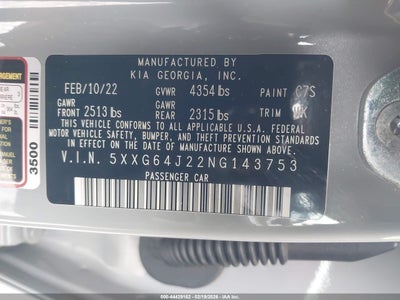 MANUFACTURED BY
KIA GEORGIA, INC.
FEB/10/22 GVWR 4354 lbs PAINT C7S
GAWR GAWR
FRONT 2513 lbs REAR 2315 lbs TRIM
THIS VEHICLE CONFORMS TO ALL APPLICABLE U.S.A. FEDERAL
MOTOR VEHICLE SAFETY, BUMPER, AND THEFT PREVENTION STANDARDS
IN EFFECT ON THE DATE OF MANUFACTURE SHOWN ABOVE.
V.I.N. 5XXG64J22NG143753
PASSENGER CAR
3500